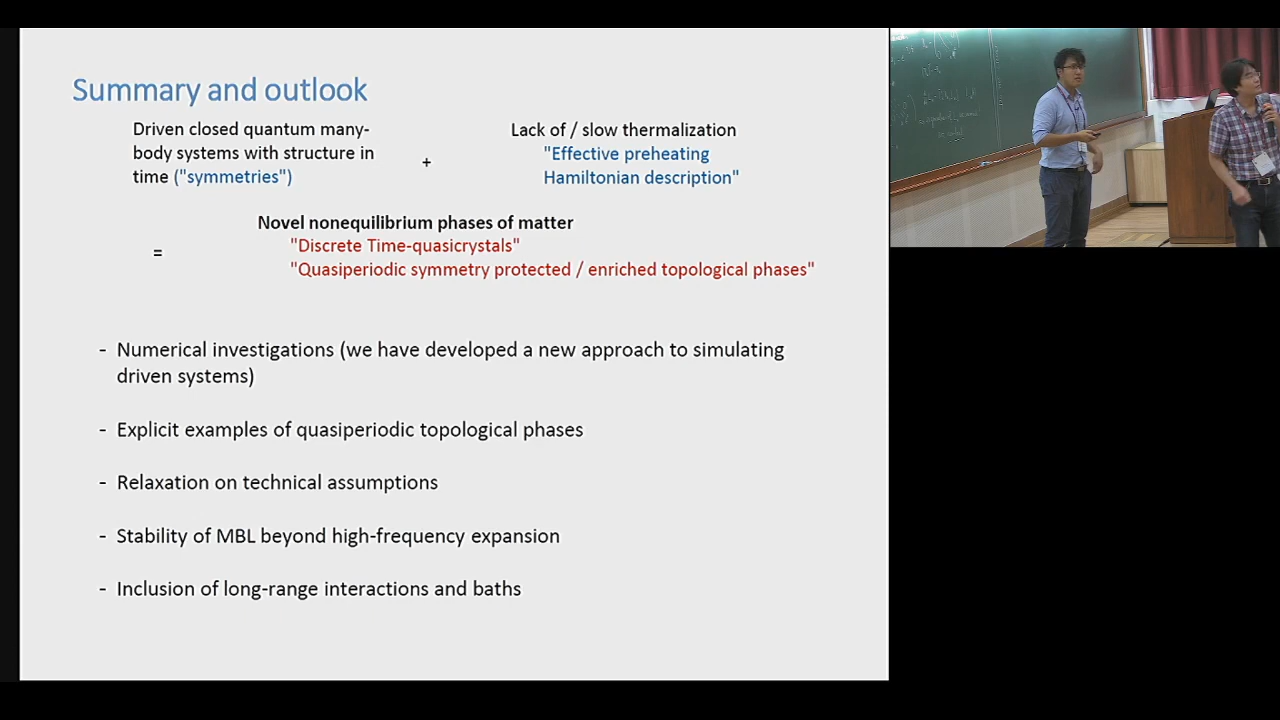 Summary and outlook
Driven closed quantum many-
body systems with structure in
time ("symmetries")
+
Lack of / slow thermalization
"Effective preheating
Hamiltonian description"
=
Novel nonequilibrium phases of matter
"Discrete Time-quasicrystals"
"Quasiperiodic symmetry protected / enriched topological phases"
- Numerical investigations (we have developed a new approach to simulating
driven systems)
- Explicit examples of quasiperiodic topological phases
- Relaxation on technical assumptions
- Stability of MBL beyond high-frequency expansion
- Inclusion of long-range interactions and baths